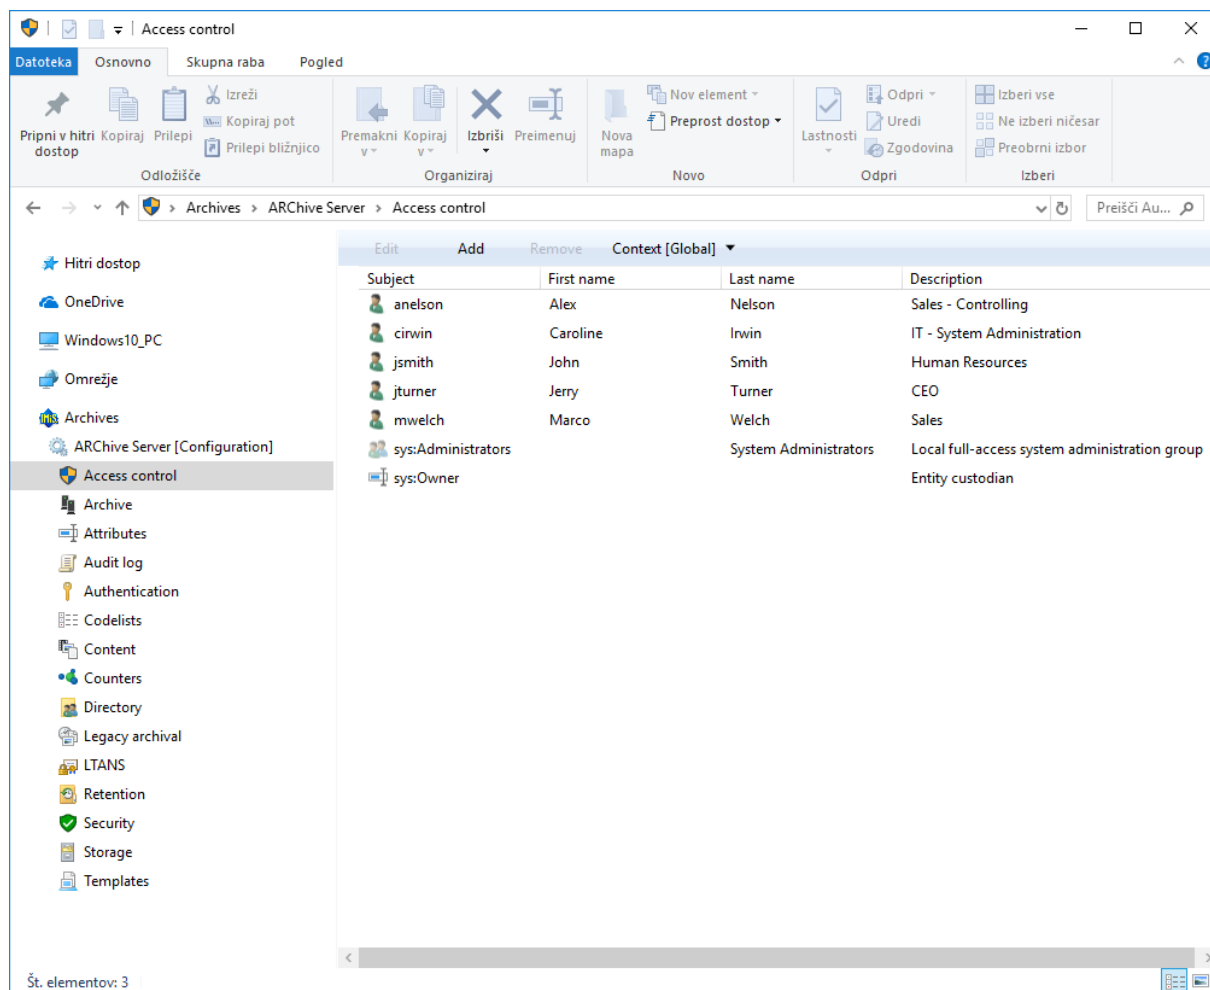 Access control
Datoteka Osnovno Skupna raba Pogled
Pripni v hitri dostop
Kopiraj
Prilepi
Izreži
Kopiraj pot
Prilepi bližnjico
Odložišče
Premakni v
Kopiraj v
Izbriši
Preimenuj
Organiziraj
Nova mapa
Nov element
Preprost dostop
Novo
Lastnosti
Odpri
Uredi
Zgodovina
Odpri
Izberi vse
Ne izberi ničesar
Preobrni izbor
Izberi
Archives > ARChive Server > Access control
Preišči Au...
Hitri dostop
OneDrive
Windows10_PC
Omrežje
Archives
ARChive Server [Configuration]
Access control
Archive
Attributes
Audit log
Authentication
Codelists
Content
Counters
Directory
Legacy archival
LTANS
Retention
Security
Storage
Templates
Edit Add Remove Context [Global]
Subject First name Last name Description
anelson Alex Nelson Sales - Controlling
cirwin Caroline Irwin IT - System Administration
jsmith John Smith Human Resources
jturner Jerry Turner CEO
mwelch Marco Welch Sales
sys:Administrators System Administrators Local full-access system administration group
sys:Owner Entity custodian
Št. elementov: 3